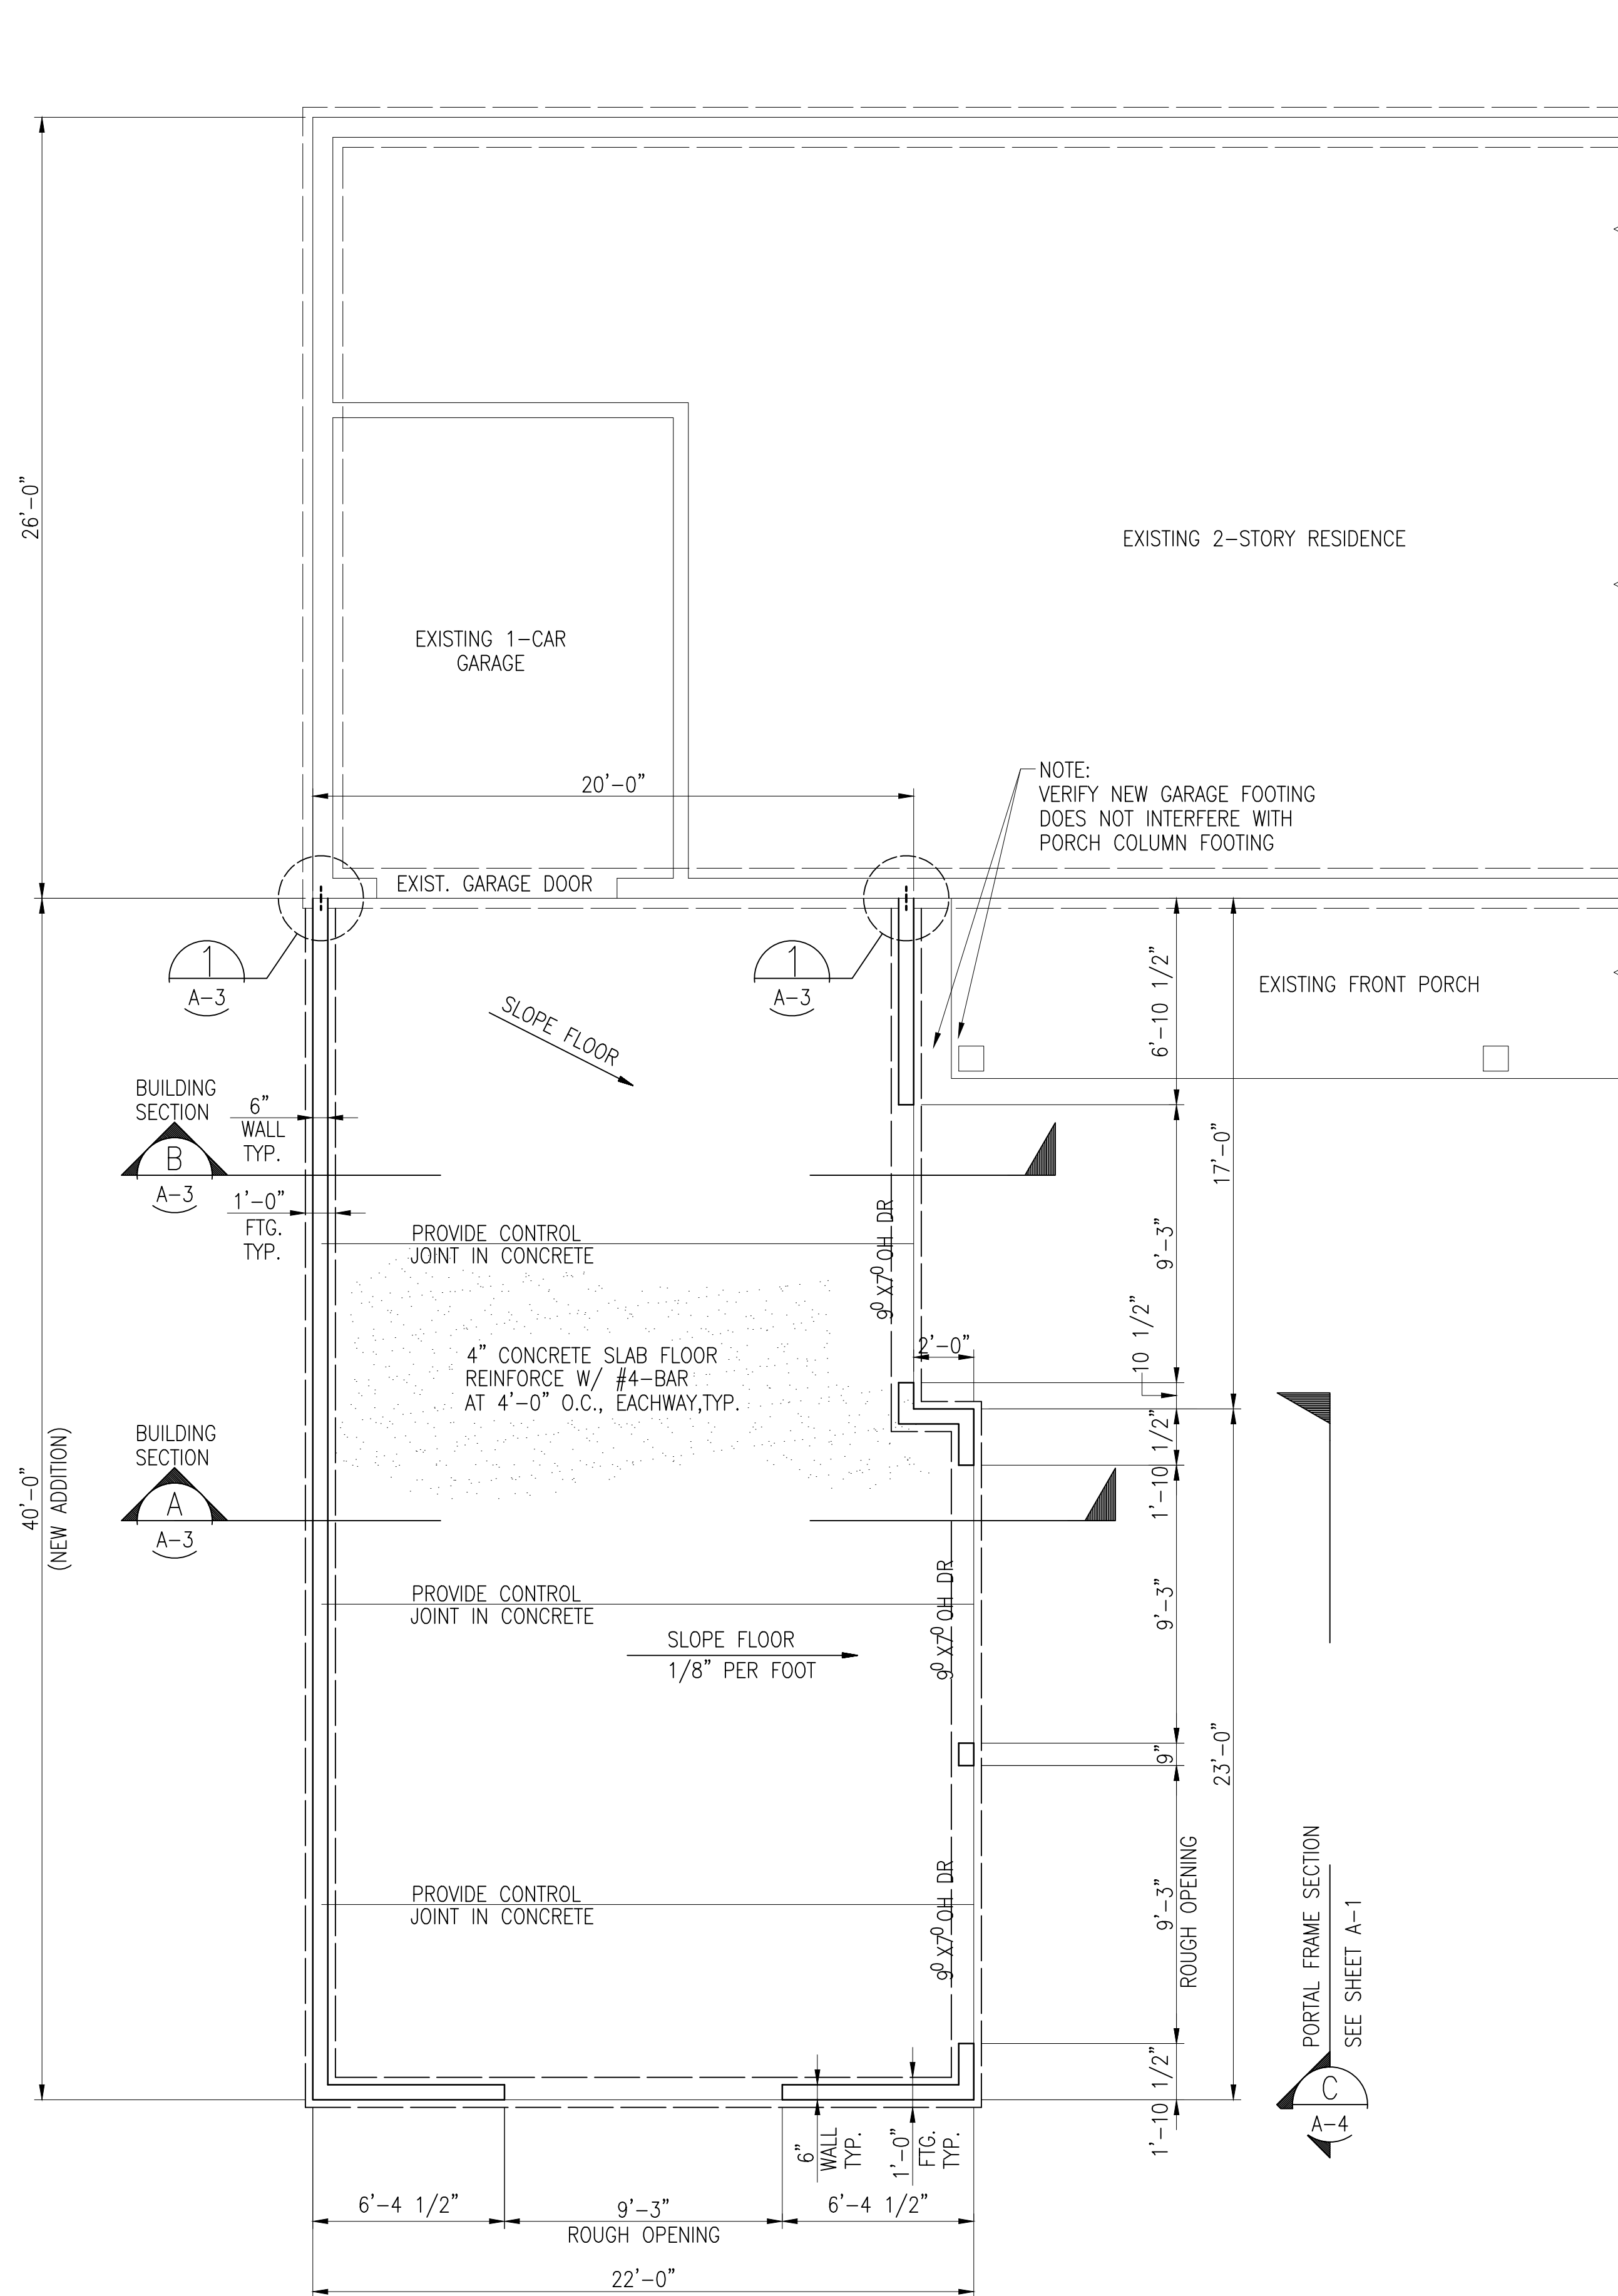 26'-0"
EXISTING 2-STORY RESIDENCE
EXISTING 1-CAR
GARAGE
20'-0"
NOTE:
VERIFY NEW GARAGE FOOTING
DOES NOT INTERFERE WITH
PORCH COLUMN FOOTING
EXIST. GARAGE DOOR
1
A-3
1
A-3
SLOPE FLOOR
6'-10 1/2"
EXISTING FRONT PORCH
BUILDING
SECTION
B
A-3
6"
WALL
TYP.
1'-0"
FTG.
TYP.
17'-0"
PROVIDE CONTROL
JOINT IN CONCRETE
9⁰ X7⁰ OH DR
9'-3"
2'-0"
10 1/2"
4" CONCRETE SLAB FLOOR
REINFORCE W/ #4-BAR
AT 4'-0" O.C., EACHWAY,TYP.
1'-10 1/2"
BUILDING
SECTION
A
A-3
40'-0"
(NEW ADDITION)
PROVIDE CONTROL
JOINT IN CONCRETE
9⁰ X7⁰ OH DR
9'-3"
SLOPE FLOOR
1/8" PER FOOT
9"
23'-0"
PROVIDE CONTROL
JOINT IN CONCRETE
9⁰ X7⁰ OH DR
9'-3"
ROUGH OPENING
PORTAL FRAME SECTION
SEE SHEET A-1
C
A-4
1'-10 1/2"
6"
WALL
TYP.
1'-0"
FTG.
TYP.
6'-4 1/2"
9'-3"
ROUGH OPENING
6'-4 1/2"
22'-0"